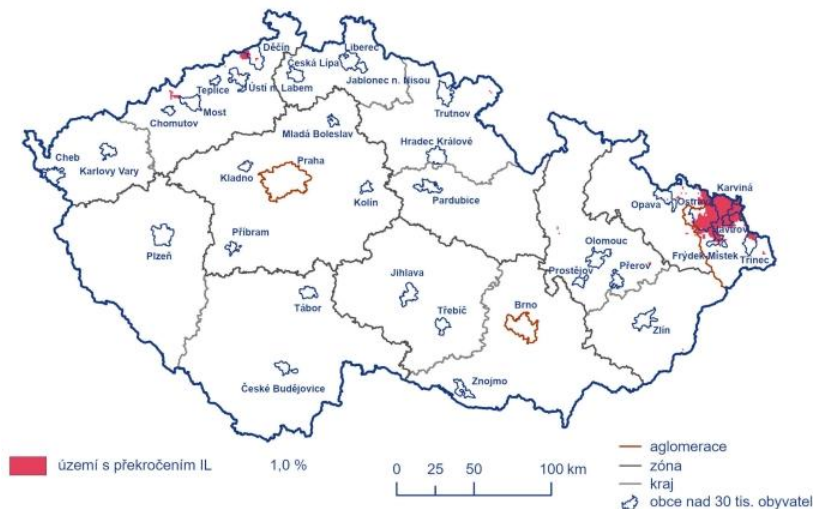 Děčín
Liberec
Česká Lípa
Jablonec n. Nisou
Teplice
Ústí n. Labem
Most
Chomutov
Trutnov
Mladá Boleslav
Hradec Králové
Cheb
Karlovy Vary
Praha
Kladno
Kolín
Pardubice
Karviná
Opava
Ostrava
Havířov
Příbram
Plzeň
Olomouc
Frýdek-Místek
Třinec
Prostějov
Přerov
Jihlava
Tábor
Třebíč
Brno
Zlín
České Budějovice
Znojmo
území s překročením IL 1,0 %
0 25 50 100 km
aglomerace
zóna
kraj
obce nad 30 tis. obyvatel